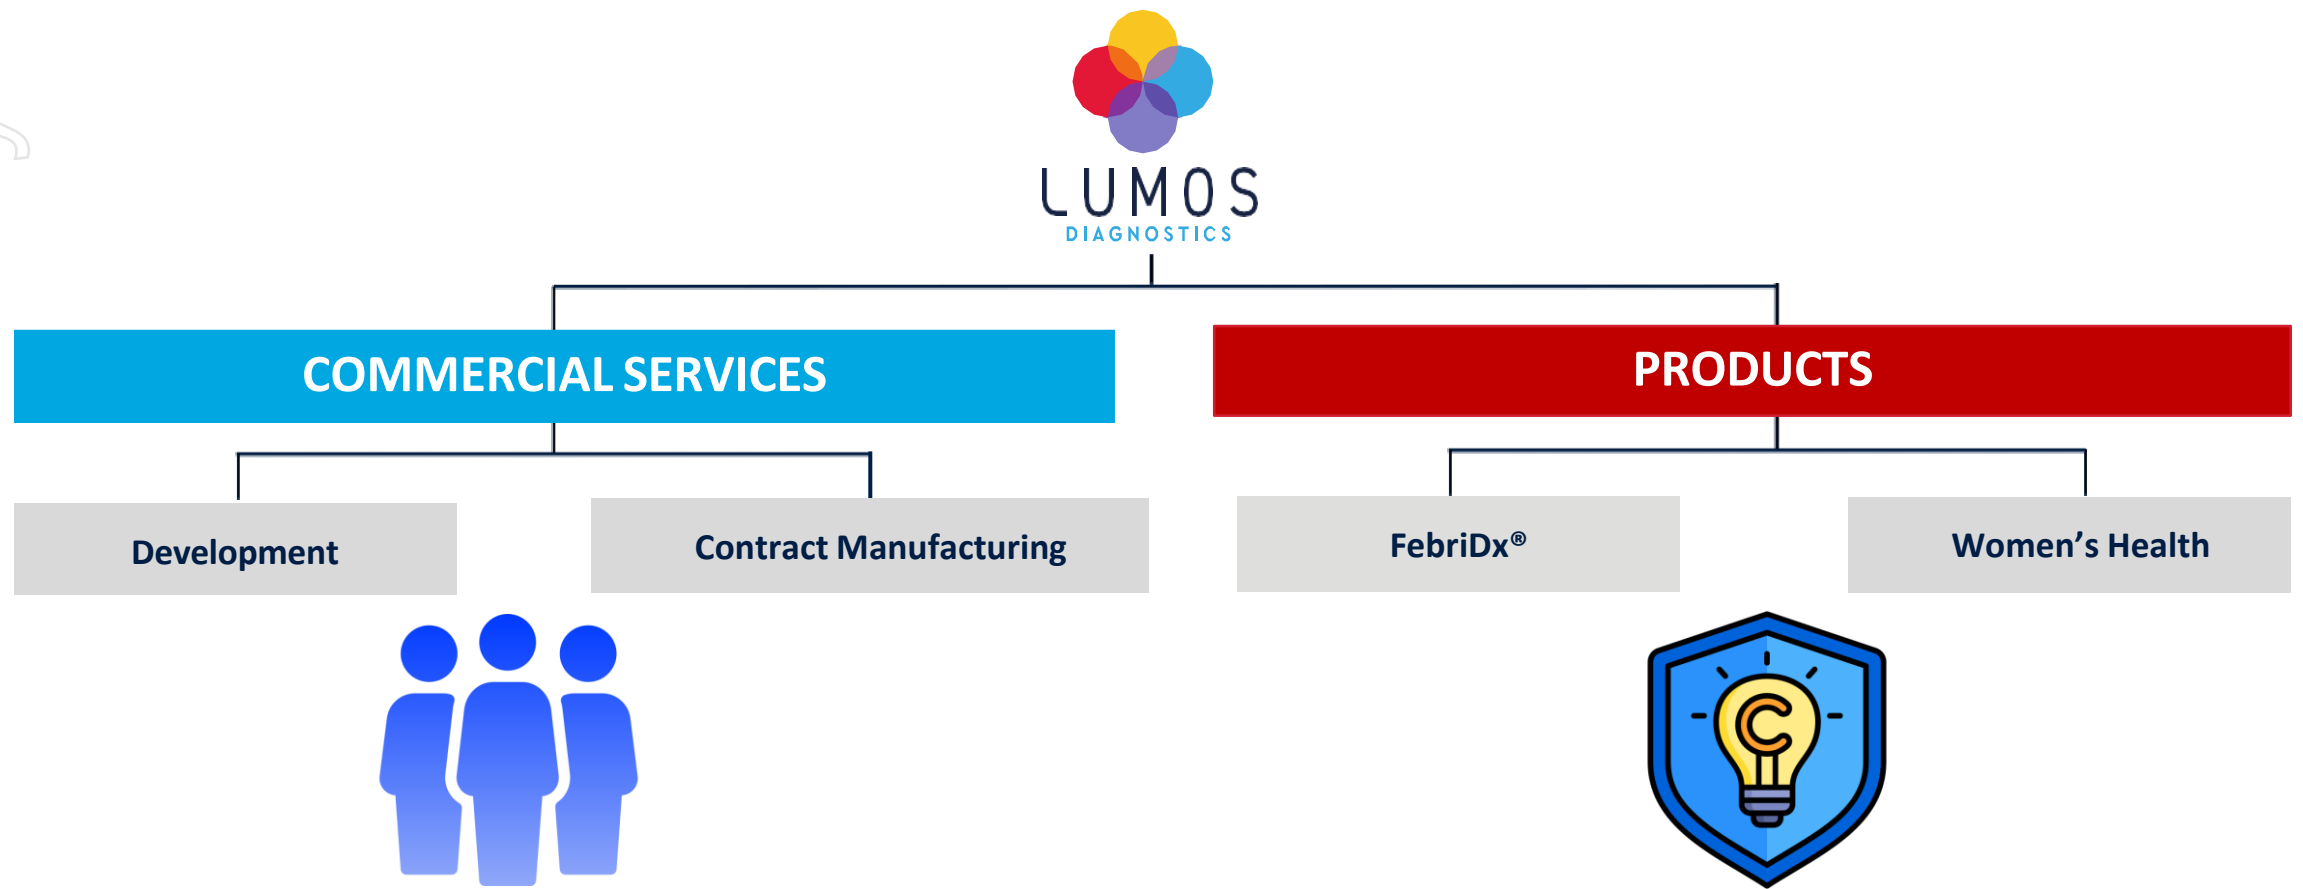 LUMOS
DIAGNOSTICS
COMMERCIAL SERVICES
PRODUCTS
Development
Contract Manufacturing
FebriDx®
Women’s Health
C